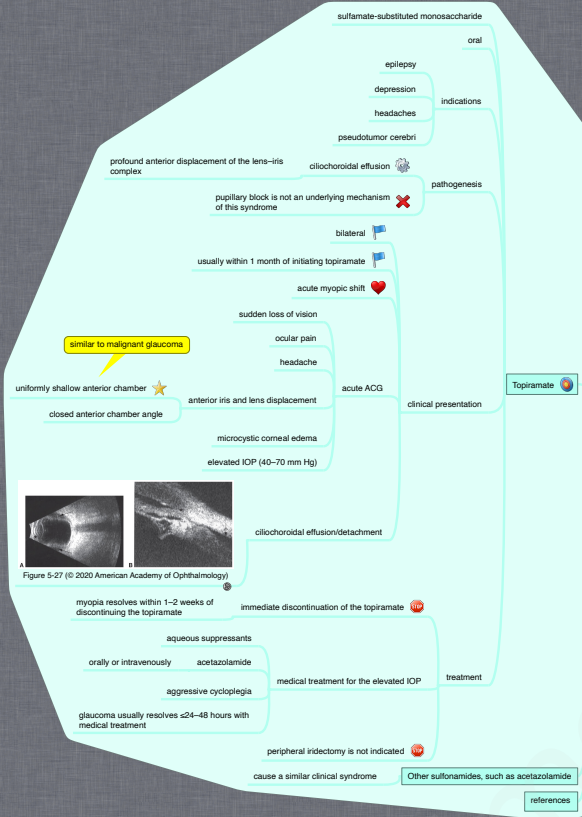 sulfamate-substituted monosaccharide
oral
epilepsy
depression
headaches
pseudotumor cerebri
indications
profound anterior displacement of the lens–iris
complex
ciliochoroidal effusion
pupillary block is not an underlying mechanism
of this syndrome
pathogenesis
bilateral
usually within 1 month of initiating topiramate
acute myopic shift
sudden loss of vision
ocular pain
headache
similar to malignant glaucoma
uniformly shallow anterior chamber
closed anterior chamber angle
anterior iris and lens displacement
microcystic corneal edema
elevated IOP (40–70 mm Hg)
acute ACG
clinical presentation
Topiramate
A
B
Figure 5-27 (© 2020 American Academy of Ophthalmology)
ciliochoroidal effusion/detachment
myopia resolves within 1–2 weeks of
discontinuing the topiramate
immediate discontinuation of the topiramate
STOP
aqueous suppressants
orally or intravenously
acetazolamide
aggressive cycloplegia
glaucoma usually resolves ≤24–48 hours with
medical treatment
medical treatment for the elevated IOP
treatment
peripheral iridectomy is not indicated
STOP
cause a similar clinical syndrome
Other sulfonamides, such as acetazolamide
references